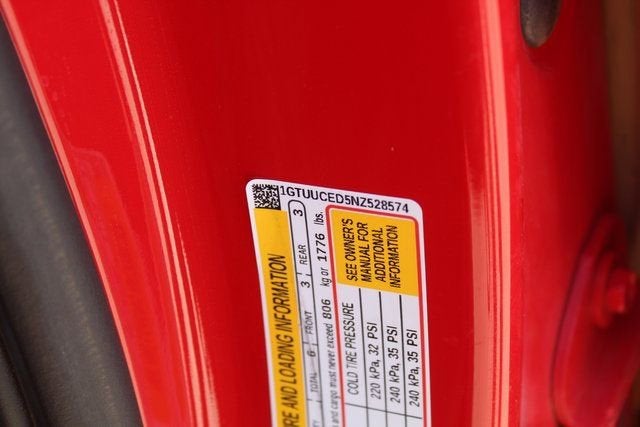 1GTUUCED5NZ528574
RE AND LOADING INFORMATION
TOTAL 6 FRONT 3 REAR 3
and cargo must never exceed 806 kg or 1776 lbs.
COLD TIRE PRESSURE
220 kPa, 32 PSI
240 kPa, 35 PSI
240 kPa, 35 PSI
SEE OWNER'S
MANUAL FOR
ADDITIONAL
INFORMATION